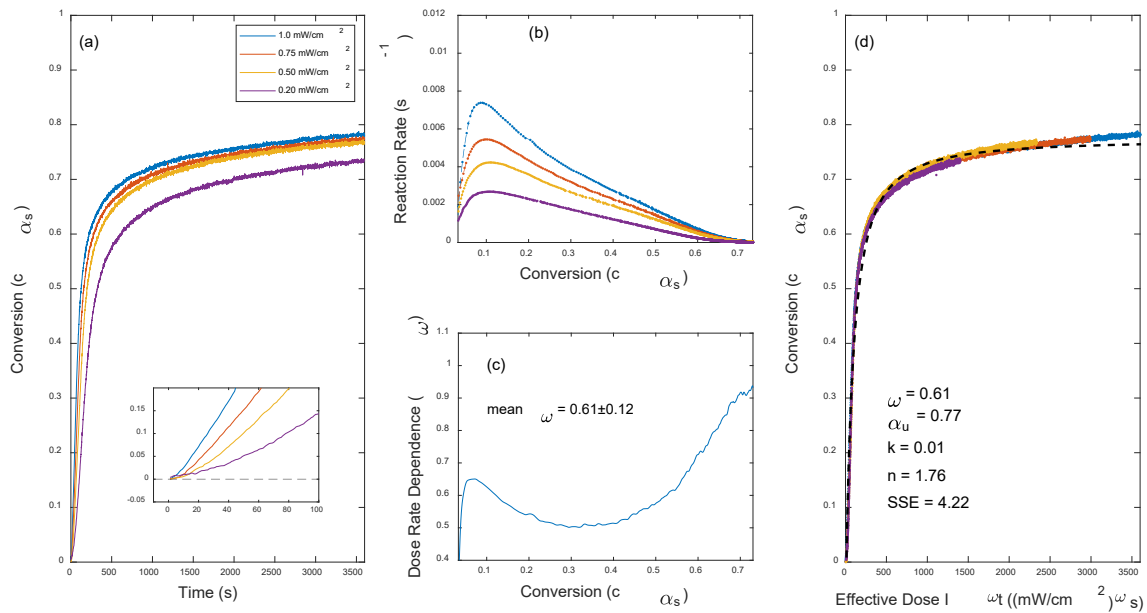 (a)
1.0 mW/cm 2
0.75 mW/cm 2
0.50 mW/cm 2
0.20 mW/cm 2
Conversion (c αs)
1
0.9
0.8
0.7
0.6
0.5
0.4
0.3
0.2
0.1
0
0 500 1000 1500 2000 2500 3000 3500
Time (s)
0.15
0.1
0.05
0
-0.05
0 20 40 60 80 100
(b)
Reatction Rate (s -1)
0.012
0.01
0.008
0.006
0.004
0.002
0
0.1 0.2 0.3 0.4 0.5 0.6 0.7
Conversion (c αs)
(c)
mean ω = 0.61±0.12
Dose Rate Dependence ( ω)
1.1
1
0.9
0.8
0.7
0.6
0.5
0.4
0.1 0.2 0.3 0.4 0.5 0.6 0.7
Conversion (c αs)
(d)
Conversion (c αs)
1
0.9
0.8
0.7
0.6
0.5
0.4
0.3
0.2
0.1
0
ω = 0.61
αu = 0.77
k = 0.01
n = 1.76
SSE = 4.22
0 500 1000 1500 2000 2500 3000 3500
Effective Dose I ωt ((mW/cm 2)ωs)